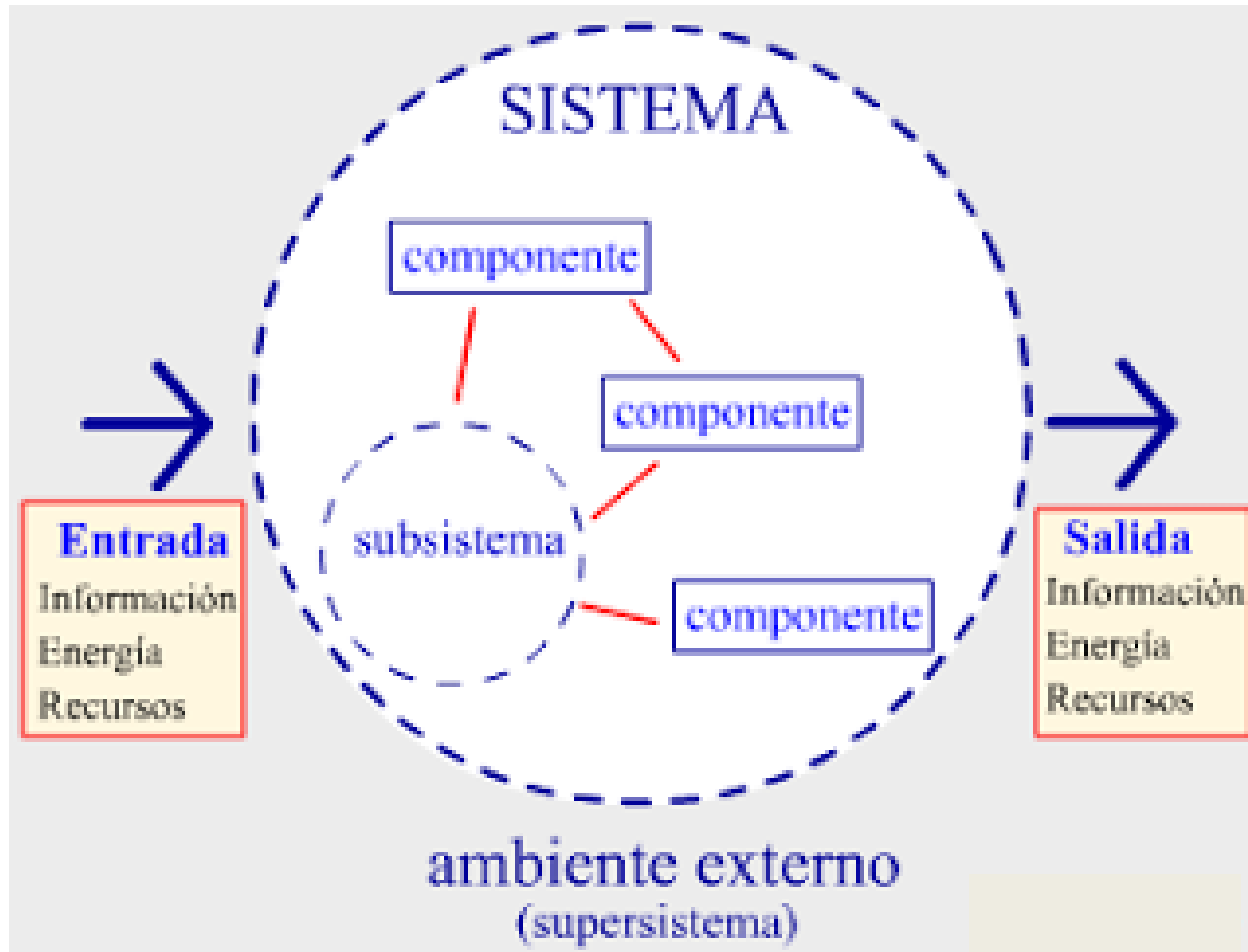 SISTEMA
componente
componente
subsistema
componente
Entrada
Información
Energía
Recursos
Salida
Información
Energía
Recursos
ambiente externo
(supersistema)